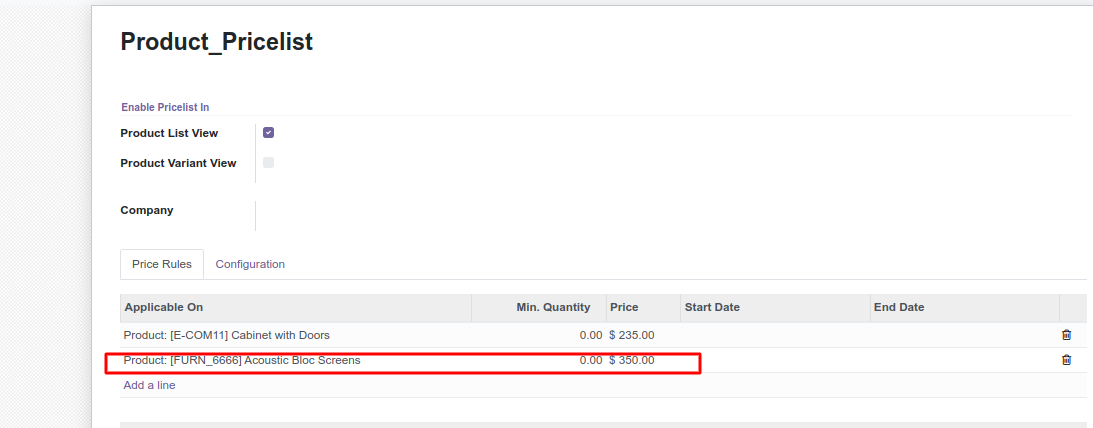 Product_Pricelist
Enable Pricelist In
Product List View
Product Variant View
Company
Price Rules Configuration
Applicable On Min. Quantity Price Start Date End Date
Product: [E-COM11] Cabinet with Doors 0.00 $ 235.00
Product: [FURN_6666] Acoustic Bloc Screens 0.00 $ 350.00
Add a line